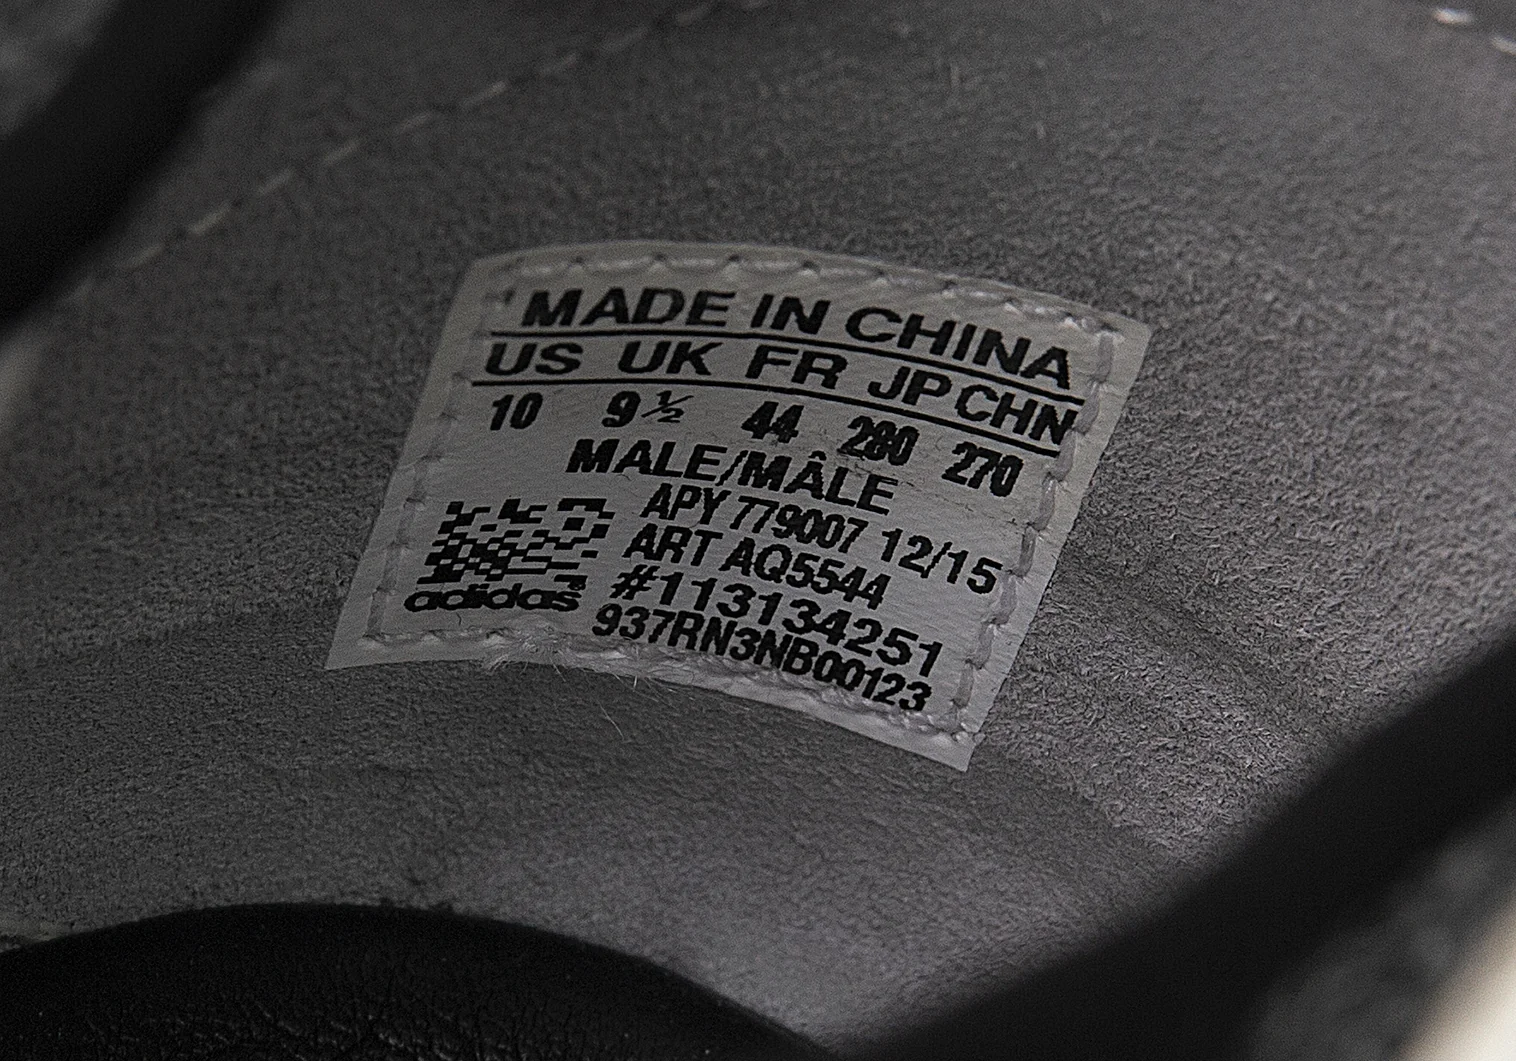 MADE IN CHINA
US UK FR JP CHN
10 9½ 44 280 270
MALE/MÂLE
APY 779007 12/15
ART AQ5544
#1131134251
937RN3NB00123
adidas